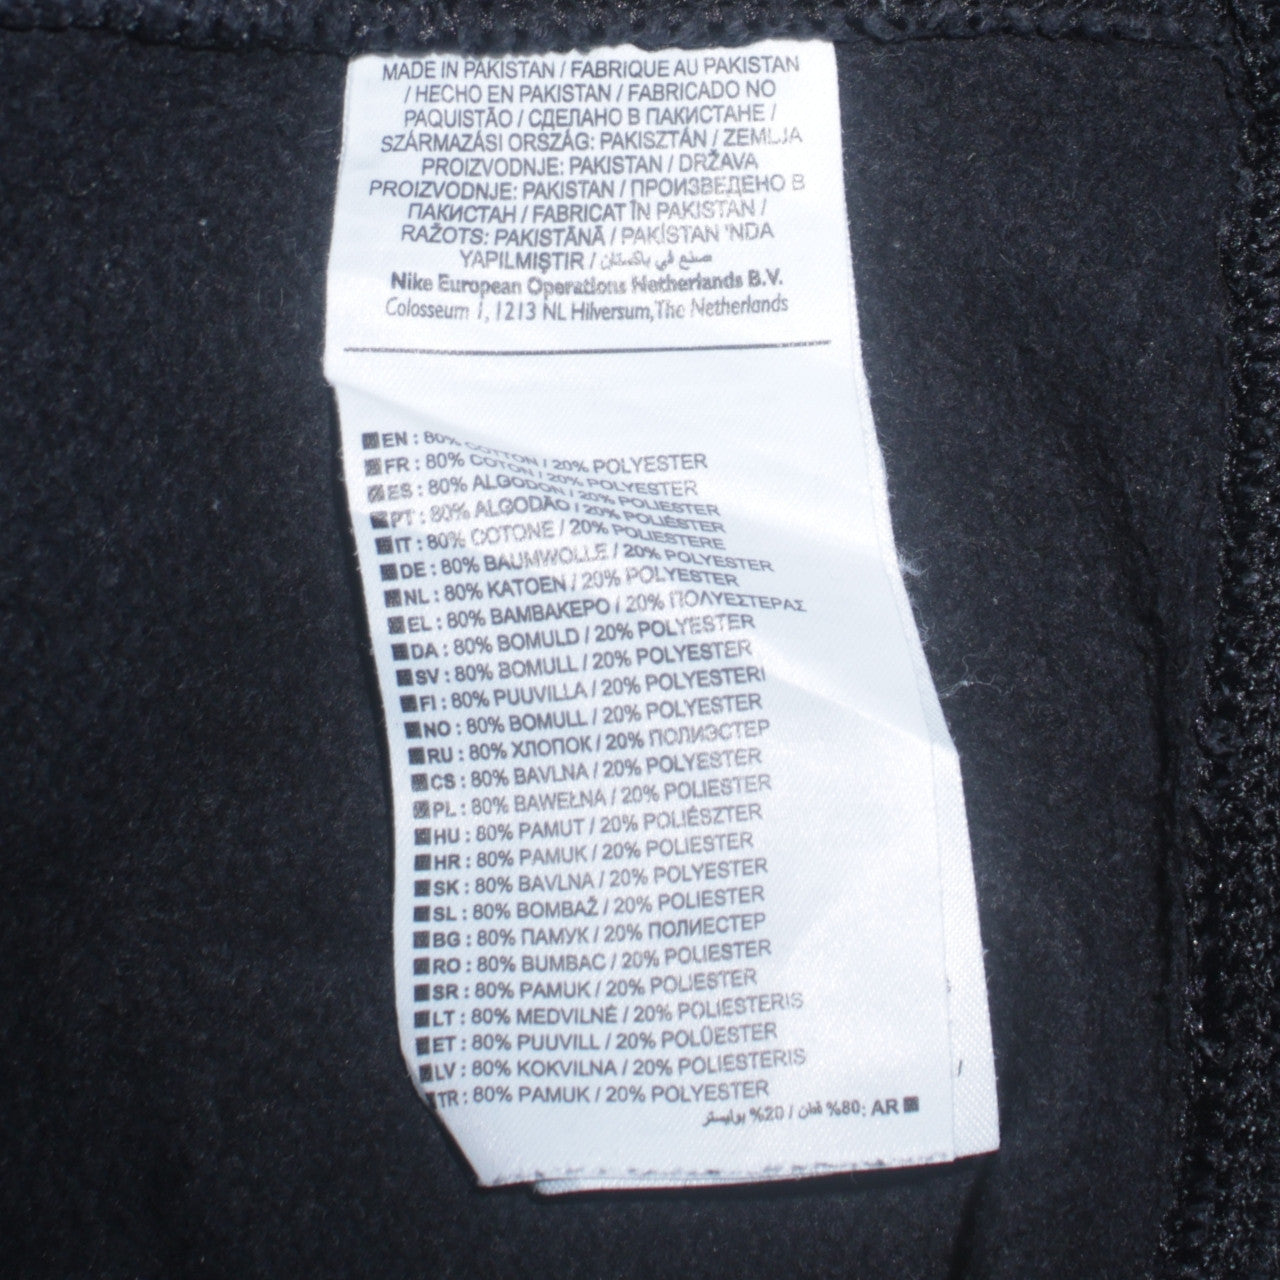 MADE IN PAKISTAN / FABRIQUE AU PAKISTAN
/ HECHO EN PAKISTAN / FABRICADO NO
PAQUISTÃO / СДЕЛАНО В ПАКИСТАНЕ /
SZÁRMAZÁSI ORSZÁG: PAKISZTÁN / ZEMLJA
PROIZVODNJE: PAKISTAN / DRŽAVA
PROIZVODNJE: PAKISTAN / ПРОИЗВЕДЕНО В
ПАКИСТАН / FABRICAT ÎN PAKISTAN /
RAŽOTS: PAKISTĀNĀ / PAKİSTAN 'NDA
YAPILMIŞTIR / صنع في باكستان
Nike European Operations Netherlands B.V.
Colosseum 1, 1213 NL Hilversum, The Netherlands
EN : 80% COTTON / 20% POLYESTER
FR : 80% COTON / 20% POLYESTER
ES : 80% ALGODÓN / 20% POLIESTER
PT : 80% ALGODÃO / 20% POLIÉSTER
IT : 80% COTONE / 20% POLIESTERE
DE : 80% BAUMWOLLE / 20% POLYESTER
NL : 80% KATOEN / 20% POLYESTER
EL : 80% ΒΑΜΒΑΚΕΡΟ / 20% ΠΟΛΥΕΣΤΕΡΑΣ
DA : 80% BOMULD / 20% POLYESTER
SV : 80% BOMULL / 20% POLYESTER
FI : 80% PUUVILLA / 20% POLYESTERI
NO : 80% BOMULL / 20% POLYESTER
RU : 80% ХЛОПОК / 20% ПОЛИЭСТЕР
CS : 80% BAVLNA / 20% POLYESTER
PL : 80% BAWEŁNA / 20% POLIESTER
HU : 80% PAMUT / 20% POLIÉSZTER
HR : 80% PAMUK / 20% POLIESTER
SK : 80% BAVLNA / 20% POLYESTER
SL : 80% BOMBAŽ / 20% POLIESTER
BG : 80% ПАМУК / 20% ПОЛИЕСТЕР
RO : 80% BUMBAC / 20% POLIESTER
SR : 80% PAMUK / 20% POLIESTER
LT : 80% MEDVILNĖ / 20% POLIESTERIS
ET : 80% PUUVILL / 20% POLÜESTER
LV : 80% KOKVILNA / 20% POLIESTERIS
TR : 80% PAMUK / 20% POLYESTER
AR :80% قطن / 20% بوليستر